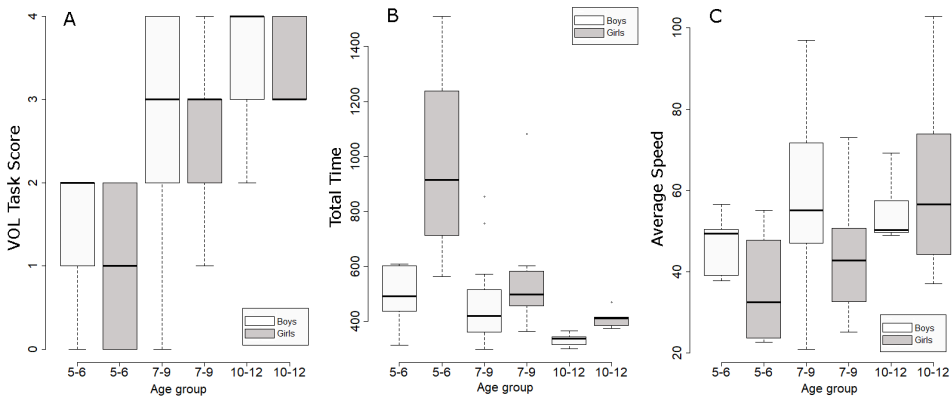 A
VOL Task Score
4
3
2
1
0
Boys
Girls
5-6 5-6 7-9 7-9 10-12 10-12
Age group
B
Total Time
1400
1200
1000
800
600
400
Boys
Girls
5-6 5-6 7-9 7-9 10-12 10-12
Age group
C
Average Speed
100
80
60
40
20
Boys
Girls
5-6 5-6 7-9 7-9 10-12 10-12
Age group